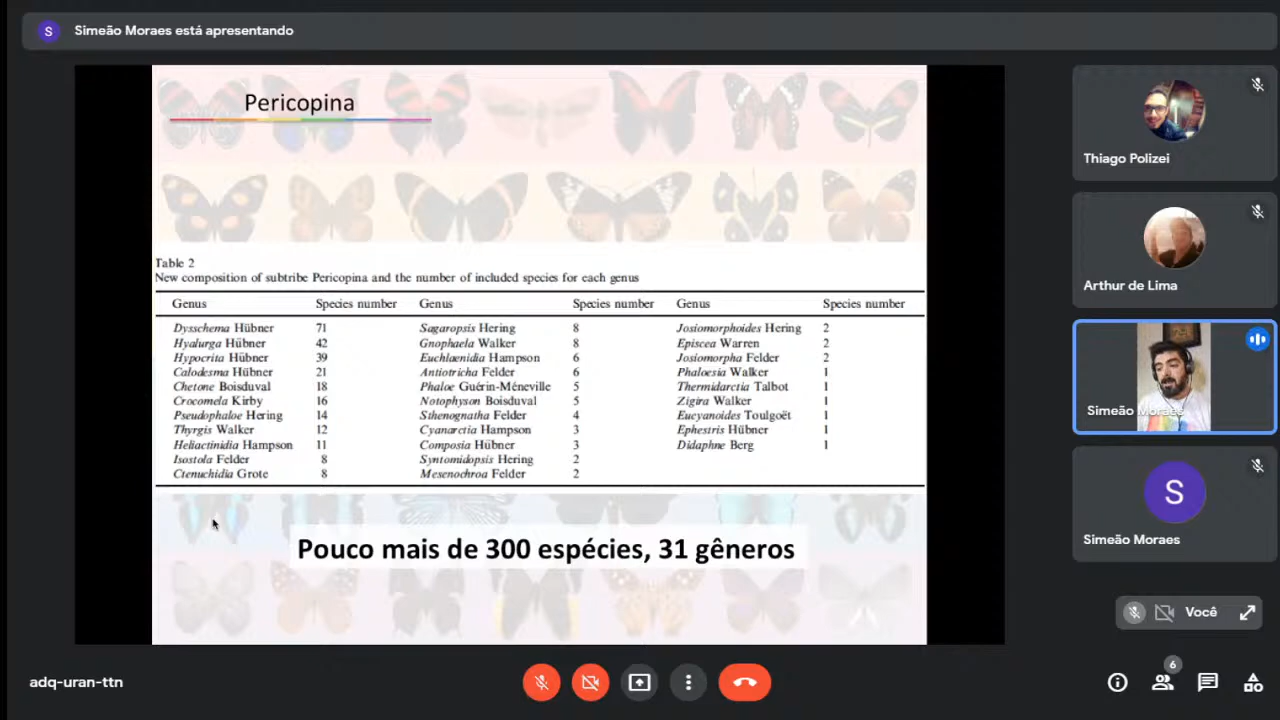 S
Simeão Moraes está apresentando
Pericopina
Table 2
New composition of subtribe Pericopina and the number of included species for each genus
Genus Species number Genus Species number Genus Species number
Dysschema Hübner 71 Sagaropsis Hering 8 Josiomorphoides Hering 2
Hyalurga Hübner 42 Gnophaela Walker 8 Episcea Warren 2
Hypocrita Hübner 39 Euchlaenidia Hampson 6 Josiomorpha Felder 2
Calodesma Hübner 21 Antiotricha Felder 6 Phaloesia Walker 1
Chetone Boisduval 18 Phaloe Guérin-Méneville 5 Thermidarctia Talbot 1
Crocomela Kirby 16 Notophyson Boisduval 5 Zigira Walker 1
Pseudophaloe Hering 14 Sthenognatha Felder 4 Eucyanoides Toulgoët 1
Thyrgis Walker 12 Cyanarctia Hampson 3 Ephestris Hübner 1
Heliactinidia Hampson 11 Composia Hübner 3 Didaphne Berg 1
Isostola Felder 8 Syntomidopsis Hering 2
Ctenuchidia Grote 8 Mesenochroa Felder 2
Pouco mais de 300 espécies, 31 gêneros
Thiago Polizei
Arthur de Lima
Simeão Moraes
S
Simeão Moraes
Você
adq-uran-ttn
6